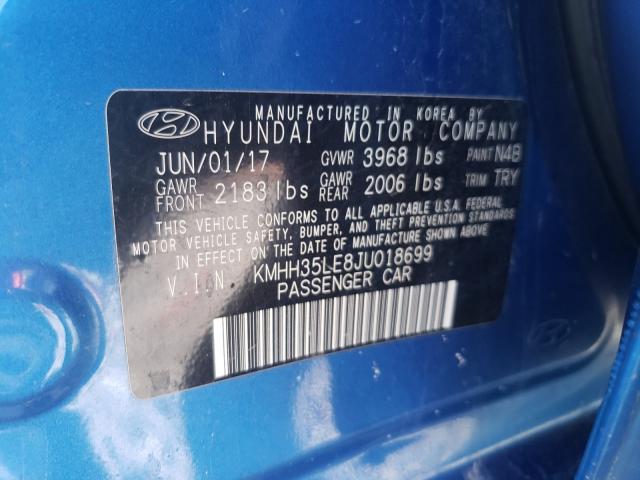 MANUFACTURED IN KOREA BY
HYUNDAI MOTOR COMPANY
JUN/01/17 GVWR 3968 lbs PAINT N4B
GAWR FRONT 2183 lbs GAWR REAR 2006 lbs TRIM TRY
THIS VEHICLE CONFORMS TO ALL APPLICABLE U.S.A. FEDERAL
MOTOR VEHICLE SAFETY, BUMPER, AND THEFT PREVENTION STANDARDS
IN EFFECT ON THE DATE OF MANUFACTURE SHOWN ABOVE.
V.I.N KMHH35LE8JU018699
PASSENGER CAR